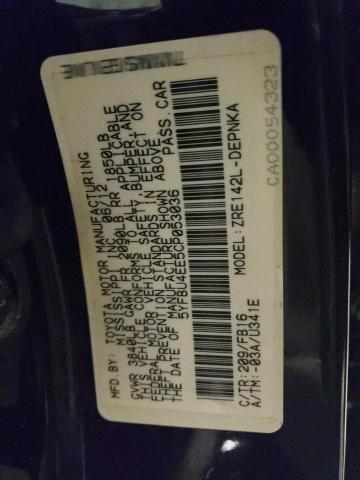 MFD.BY: TOYOTA MOTOR MANUFACTURING
MISSISSIPPI INC. 06/12
GVWR 3840LB GAWR FR 2090LB RR 1850LB
THIS VEHICLE CONFORMS TO ALL APPLICABLE
FEDERAL MOTOR VEHICLE SAFETY, BUMPER, AND
THEFT PREVENTION STANDARDS IN EFFECT ON
THE DATE OF MANUFACTURE SHOWN ABOVE.
5YFBU4EE5CP053036 PASS.CAR
C/TR: 209/FB16 MODEL: ZRE142L-DEPNKA
A/TM: -03A/U341E
CA00054323